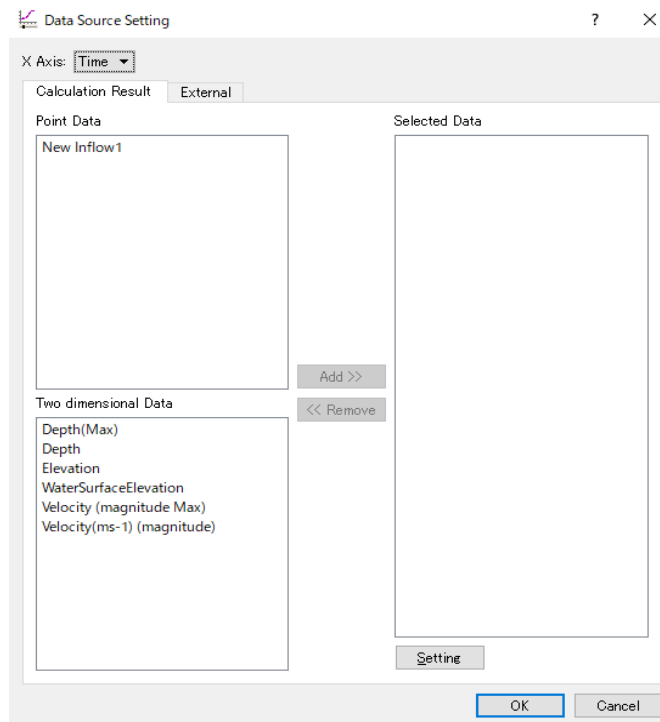 Data Source Setting
?
X Axis: Time
Calculation Result
External
Point Data
New Inflow1
Selected Data
Add >>
<< Remove
Two dimensional Data
Depth(Max)
Depth
Elevation
WaterSurfaceElevation
Velocity (magnitude Max)
Velocity(ms-1) (magnitude)
Setting
OK
Cancel